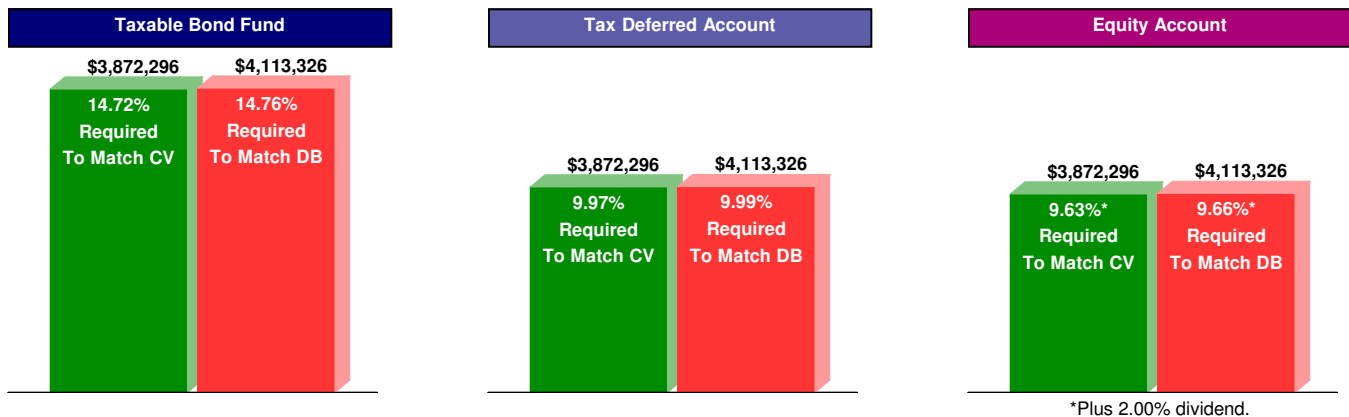 Taxable Bond Fund
$3,872,296 $4,113,326
14.72%
Required
To Match CV
14.76%
Required
To Match DB
Tax Deferred Account
$3,872,296 $4,113,326
9.97%
Required
To Match CV
9.99%
Required
To Match DB
Equity Account
$3,872,296 $4,113,326
9.63%*
Required
To Match CV
9.66%*
Required
To Match DB
*Plus 2.00% dividend.